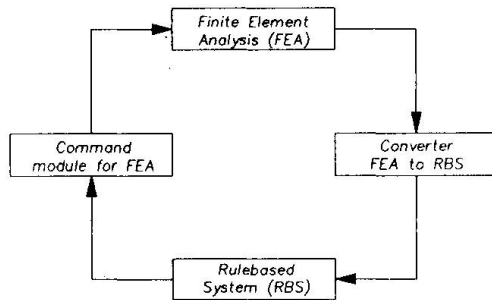 Finite Element
Analysis (FEA)
Command
module for FEA
Converter
FEA to RBS
Rulebased
System (RBS)